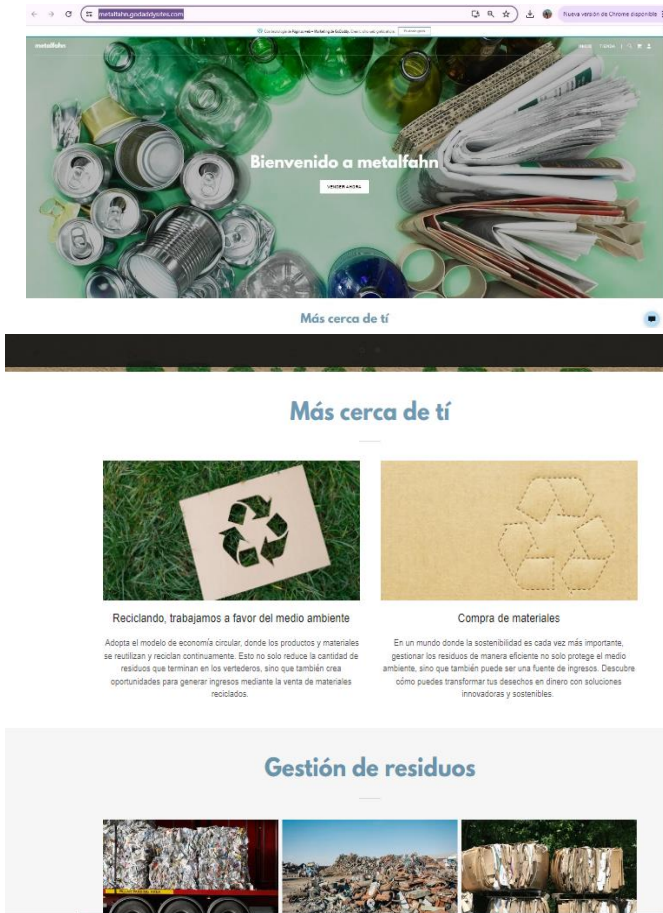 metalfahn.godaddysites.com
Nueva versión de Chrome disponible
metalfahn
INICIO TIENDA
Bienvenido a metalfahn
VENDER AHORA
Más cerca de tí
Más cerca de tí
Reciclando, trabajamos a favor del medio ambiente
Adopta el modelo de economía circular, donde los productos y materiales
se reutilizan y reciclan continuamente. Esto no solo reduce la cantidad de
residuos que terminan en los vertederos, sino que también crea
oportunidades para generar ingresos mediante la venta de materiales
reciclados.
Compra de materiales
En un mundo donde la sostenibilidad es cada vez más importante,
gestionar los residuos de manera eficiente no solo protege el medio
ambiente, sino que también puede ser una fuente de ingresos. Descubre
cómo puedes transformar tus desechos en dinero con soluciones
innovadoras y sostenibles.
Gestión de residuos